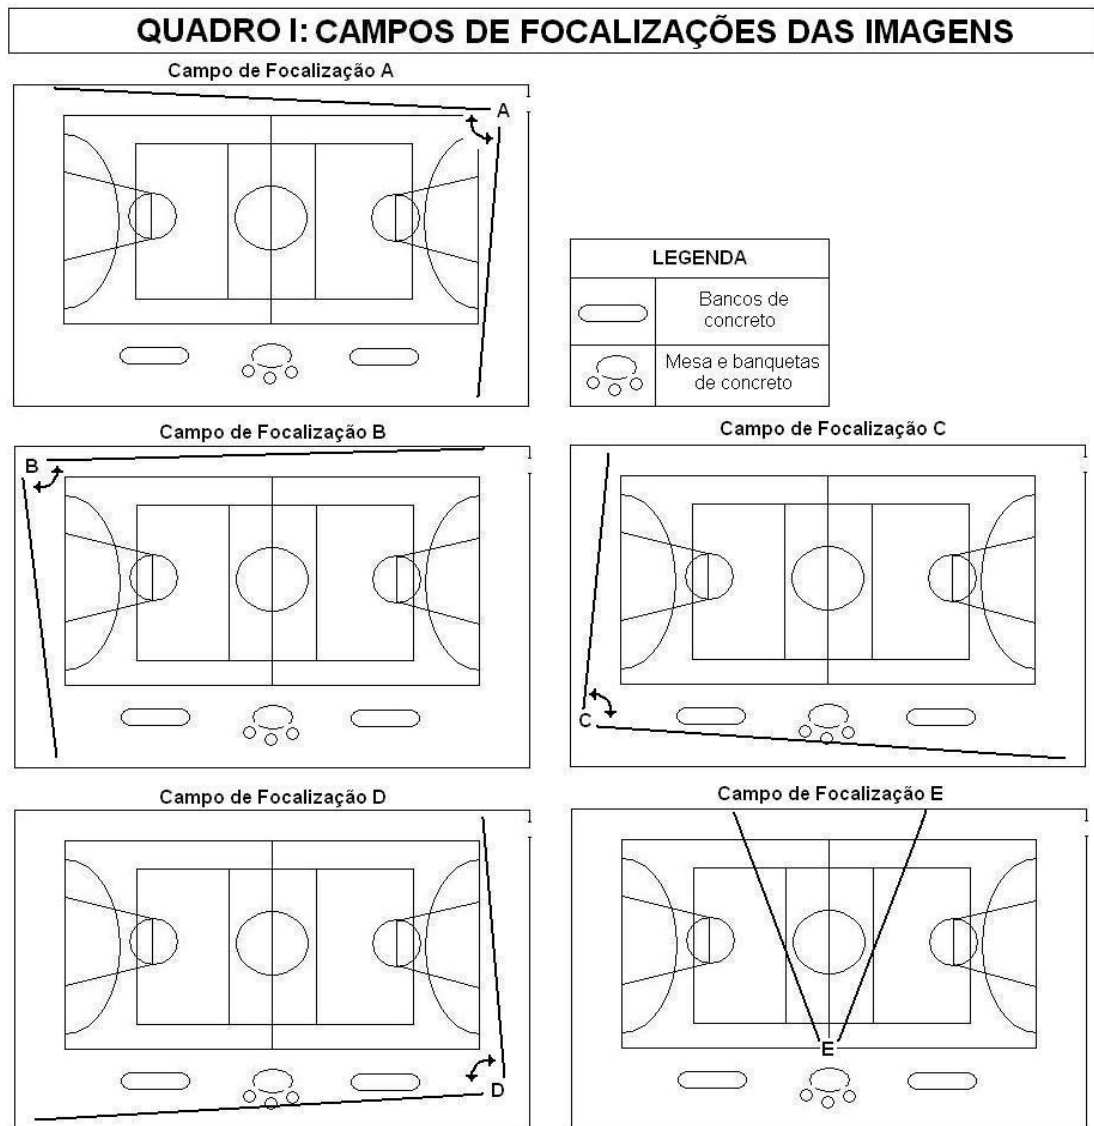 QUADRO I: CAMPOS DE FOCALIZAÇÕES DAS IMAGENS
Campo de Focalização A
A
LEGENDA
Bancos de
concreto
Mesa e banquetas
de concreto
Campo de Focalização B
B
Campo de Focalização C
C
Campo de Focalização D
D
Campo de Focalização E
E